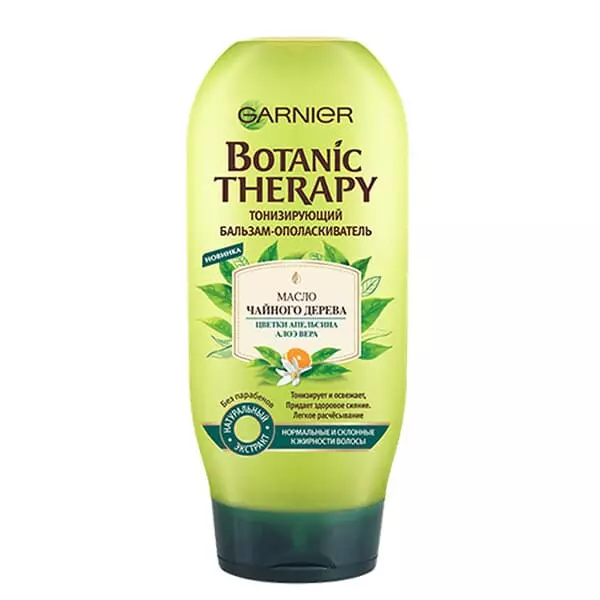 GARNIER
BOTANIC
THERAPY
ТОНИЗИРУЮЩИЙ
БАЛЬЗАМ-ОПОЛАСКИВАТЕЛЬ
НОВИНКА
МАСЛО
ЧАЙНОГО ДЕРЕВА
ЦВЕТКИ АПЕЛЬСИНА
АЛОЭ ВЕРА
Без парабенов
НАТУРАЛЬНЫЙ
ЭКСТРАКТ
Тонизирует и освежает,
Придает здоровое сияние.
Легкое расчёсывание
НОРМАЛЬНЫЕ И СКЛОННЫЕ
К ЖИРНОСТИ ВОЛОСЫ